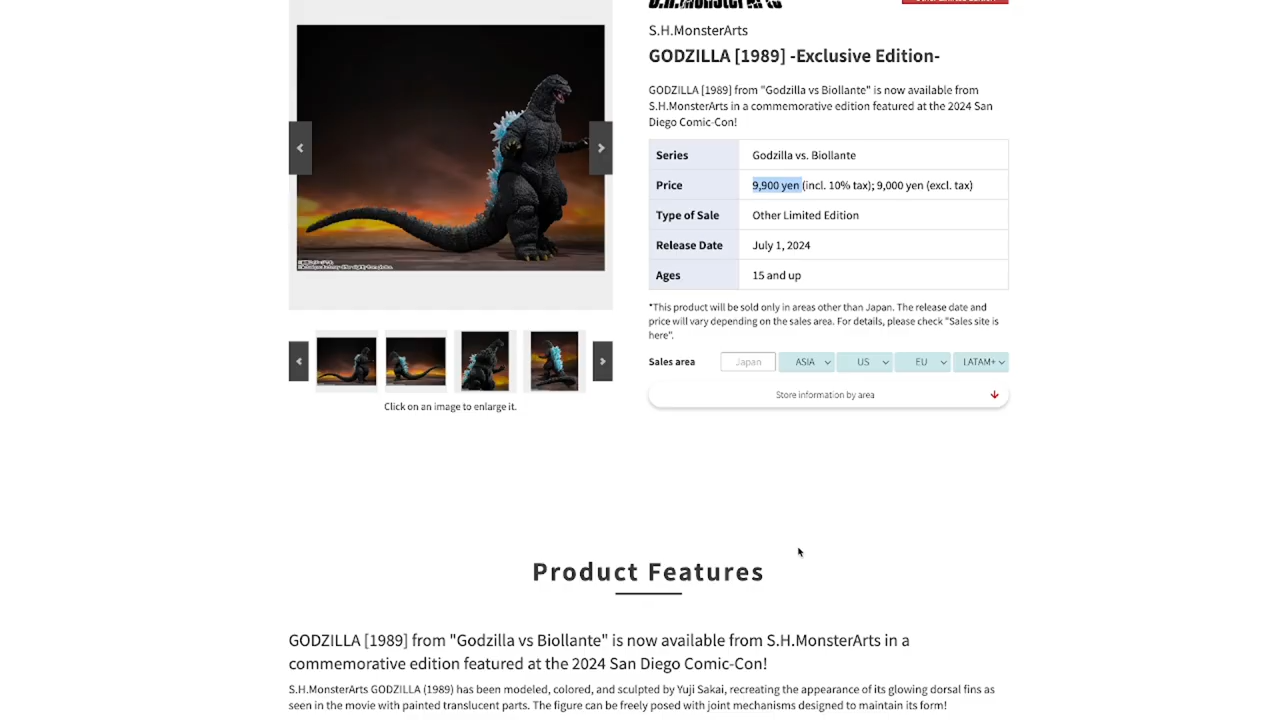 S.H.MonsterArts
S.H.MonsterArts
GODZILLA [1989] -Exclusive Edition-
GODZILLA [1989] from "Godzilla vs Biollante" is now available from
S.H.MonsterArts in a commemorative edition featured at the 2024 San
Diego Comic-Con!
Series Godzilla vs. Biollante
Price 9,900 yen (incl. 10% tax); 9,000 yen (excl. tax)
Type of Sale Other Limited Edition
Release Date July 1, 2024
Ages 15 and up
*This product will be sold only in areas other than Japan. The release date and
price will vary depending on the sales area. For details, please check "Sales site is
here".
Sales area Japan ASIA US EU LATAM+
Store information by area
Click on an image to enlarge it.
Product Features
GODZILLA [1989] from "Godzilla vs Biollante" is now available from S.H.MonsterArts in a
commemorative edition featured at the 2024 San Diego Comic-Con!
S.H.MonsterArts GODZILLA (1989) has been modeled, colored, and sculpted by Yuji Sakai, recreating the appearance of its glowing dorsal fins as
seen in the movie with painted translucent parts. The figure can be freely posed with joint mechanisms designed to maintain its form!